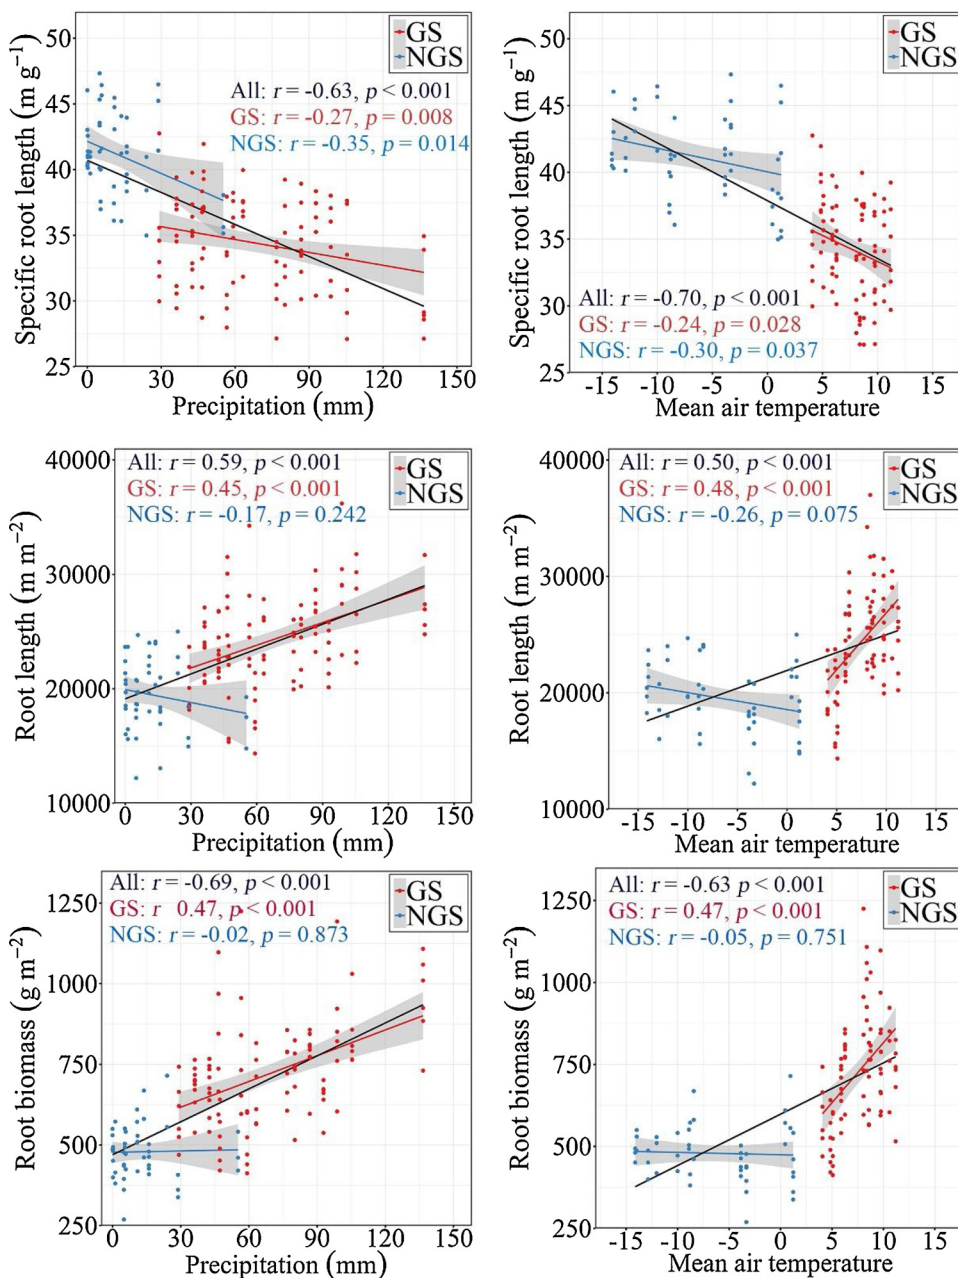 50
45
40
35
30
25
Specific root length (m g⁻¹)
GS
NGS
All: r = -0.63, p < 0.001
GS: r = -0.27, p = 0.008
NGS: r = -0.35, p = 0.014
0 30 60 90 120 150
Precipitation (mm)
50
45
40
35
30
25
Specific root length (m g⁻¹)
GS
NGS
All: r = -0.70, p < 0.001
GS: r = -0.24, p = 0.028
NGS: r = -0.30, p = 0.037
-15 -10 -5 0 5 10 15
Mean air temperature
40000
30000
20000
10000
Root length (m m⁻²)
All: r = 0.59, p < 0.001
GS: r = 0.45, p < 0.001
NGS: r = -0.17, p = 0.242
GS
NGS
0 30 60 90 120 150
Precipitation (mm)
40000
30000
20000
10000
Root length (m m⁻²)
All: r = 0.50, p < 0.001
GS: r = 0.48, p < 0.001
NGS: r = -0.26, p = 0.075
GS
NGS
-15 -10 -5 0 5 10 15
Mean air temperature
1250
1000
750
500
250
Root biomass (g m⁻²)
All: r = -0.69, p < 0.001
GS: r 0.47, p < 0.001
NGS: r = -0.02, p = 0.873
GS
NGS
0 30 60 90 120 150
Precipitation (mm)
1250
1000
750
500
250
Root biomass (g m⁻²)
All: r = -0.63 p < 0.001
GS: r = 0.47, p < 0.001
NGS: r = -0.05, p = 0.751
GS
NGS
-15 -10 -5 0 5 10 15
Mean air temperature